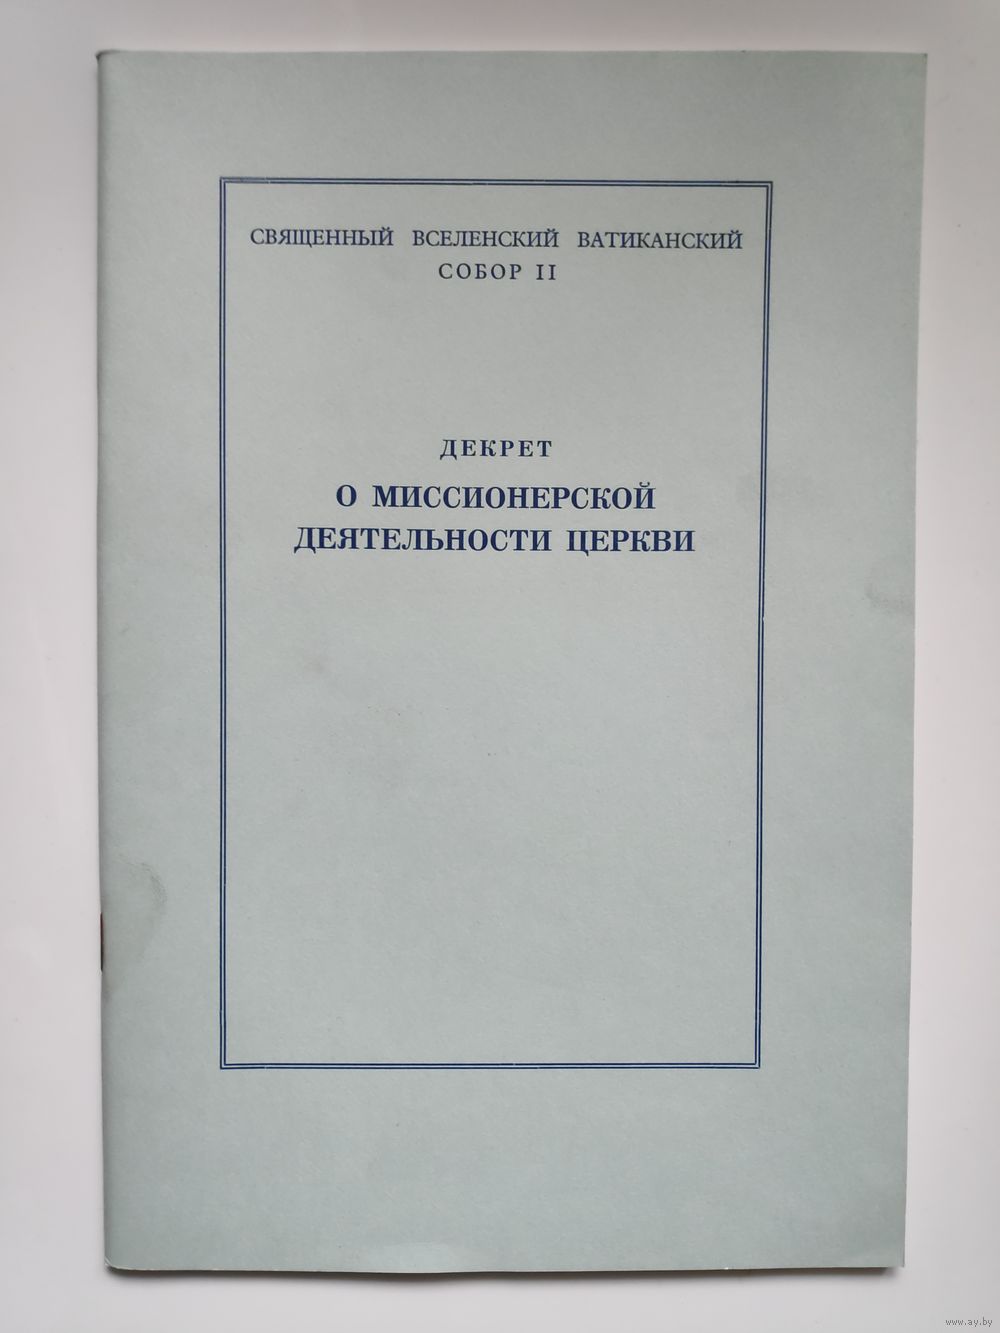 СВЯЩЕННЫЙ ВСЕЛЕНСКИЙ ВАТИКАНСКИЙ
СОБОР II
ДЕКРЕТ
О МИССИОНЕРСКОЙ
ДЕЯТЕЛЬНОСТИ ЦЕРКВИ
www.ay.by